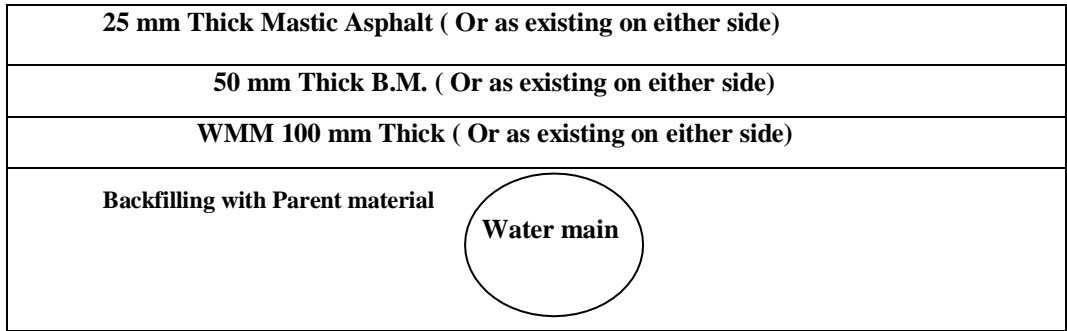 25 mm Thick Mastic Asphalt ( Or as existing on either side)
50 mm Thick B.M. ( Or as existing on either side)
WMM 100 mm Thick ( Or as existing on either side)
Backfilling with Parent material
Water main